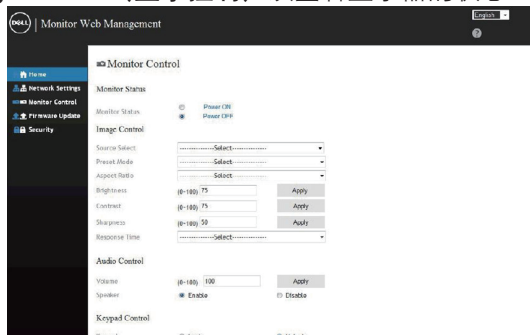 DELL
Monitor Web Management
English
Home
Network Settings
Monitor Control
Firmware Update
Security
Monitor Control
Monitor Status
Monitor Status
Power ON
Power OFF
Image Control
Source Select
---------------Select---------------
Preset Mode
---------------Select---------------
Aspect Ratio
---------------Select---------------
Brightness (0~100) 75 Apply
Contrast (0~100) 75 Apply
Sharpness (0~100) 50 Apply
Response Time
---------------Select---------------
Audio Control
Volume (0~100) 100 Apply
Speaker Enable Disable
Keypad Control